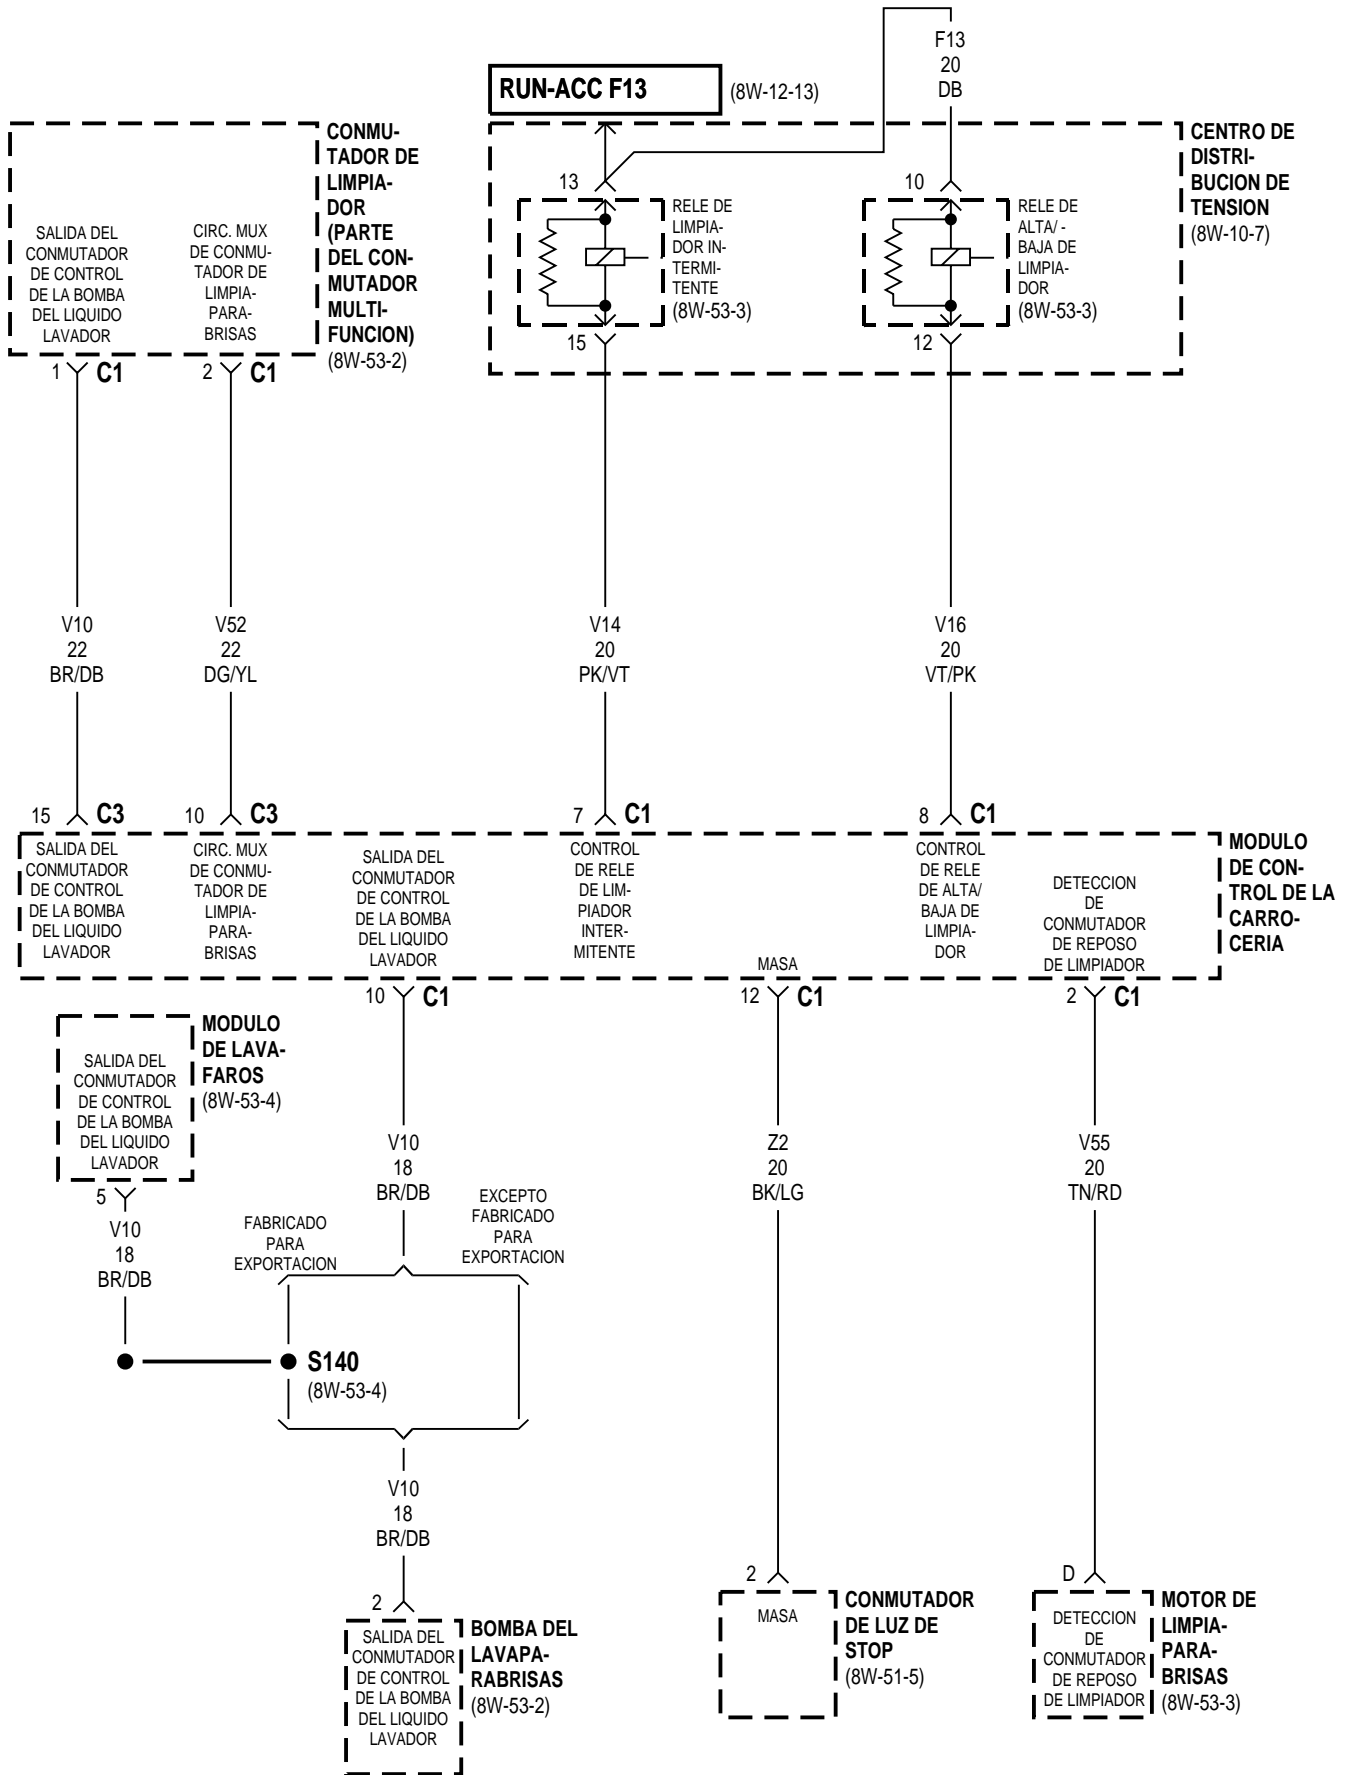 F13
20
DB
RUN-ACC F13
(8W-12-13)
CONMU-
TADOR DE
LIMPIA-
DOR
(PARTE
DEL CON-
MUTADOR
MULTI-
FUNCION)
(8W-53-2)
SALIDA DEL
CONMUTADOR
DE CONTROL
DE LA BOMBA
DEL LIQUIDO
LAVADOR
CIRC. MUX
DE CONMU-
TADOR DE
LIMPIA-
PARA-
BRISAS
1 C1
2 C1
CENTRO DE
DISTRI-
BUCION DE
TENSION
(8W-10-7)
13
RELE DE
LIMPIA-
DOR IN-
TERMI-
TENTE
(8W-53-3)
15
10
RELE DE
ALTA/ -
BAJA DE
LIMPIA-
DOR
(8W-53-3)
12
V10
22
BR/DB
V52
22
DG/YL
V14
20
PK/VT
V16
20
VT/PK
15 C3
10 C3
7 C1
8 C1
MODULO
DE CON-
TROL DE LA
CARRO-
CERIA
SALIDA DEL
CONMUTADOR
DE CONTROL
DE LA BOMBA
DEL LIQUIDO
LAVADOR
CIRC. MUX
DE CONMU-
TADOR DE
LIMPIA-
PARA-
BRISAS
SALIDA DEL
CONMUTADOR
DE CONTROL
DE LA BOMBA
DEL LIQUIDO
LAVADOR
CONTROL
DE RELE
DE LIM-
PIADOR
INTER-
MITENTE
MASA
CONTROL
DE RELE
DE ALTA/
BAJA DE
LIMPIA-
DOR
DETECCION
DE
CONMUTADOR
DE REPOSO
DE LIMPIADOR
10 C1
12 C1
2 C1
MODULO
DE LAVA-
FAROS
(8W-53-4)
SALIDA DEL
CONMUTADOR
DE CONTROL
DE LA BOMBA
DEL LIQUIDO
LAVADOR
5
V10
18
BR/DB
V10
18
BR/DB
Z2
20
BK/LG
V55
20
TN/RD
FABRICADO
PARA
EXPORTACION
EXCEPTO
FABRICADO
PARA
EXPORTACION
S140
(8W-53-4)
V10
18
BR/DB
2
SALIDA DEL
CONMUTADOR
DE CONTROL
DE LA BOMBA
DEL LIQUIDO
LAVADOR
BOMBA DEL
LAVAPA-
RABRISAS
(8W-53-2)
2
MASA
CONMUTADOR
DE LUZ DE
STOP
(8W-51-5)
D
DETECCION
DE
CONMUTADOR
DE REPOSO
DE LIMPIADOR
MOTOR DE
LIMPIA-
PARA-
BRISAS
(8W-53-3)